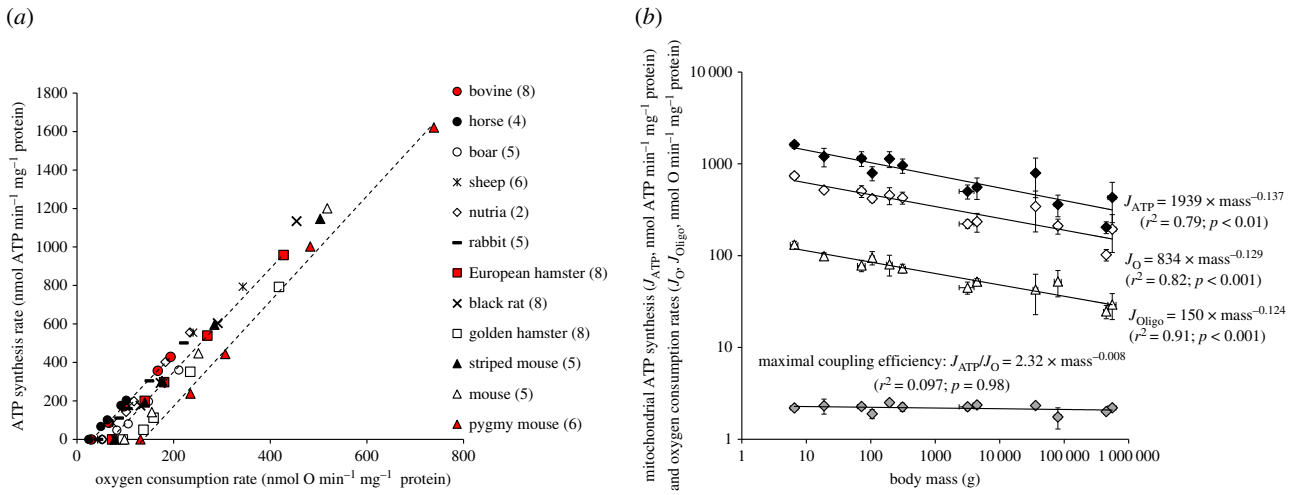 (a)
ATP synthesis rate (nmol ATP min⁻¹ mg⁻¹ protein)
1800
1600
1400
1200
1000
800
600
400
200
0
0 200 400 600 800
oxygen consumption rate (nmol O min⁻¹ mg⁻¹ protein)
bovine (8)
horse (4)
boar (5)
sheep (6)
nutria (2)
rabbit (5)
European hamster (8)
black rat (8)
golden hamster (8)
striped mouse (5)
mouse (5)
pygmy mouse (6)
(b)
mitochondrial ATP synthesis (J_ATP, nmol ATP min⁻¹ mg⁻¹ protein)
and oxygen consumption rates (J_O, J_Oligo, nmol O min⁻¹ mg⁻¹ protein)
10 000
1000
100
10
1
J_ATP = 1939 × mass⁻⁰·¹³⁷
(r² = 0.79; p < 0.01)
J_O = 834 × mass⁻⁰·¹²⁹
(r² = 0.82; p < 0.001)
J_Oligo = 150 × mass⁻⁰·¹²⁴
(r² = 0.91; p < 0.001)
maximal coupling efficiency: J_ATP/J_O = 2.32 × mass⁻⁰·⁰⁰⁸
(r² = 0.097; p = 0.98)
1 10 100 1000 10 000 100 000 1 000 000
body mass (g)